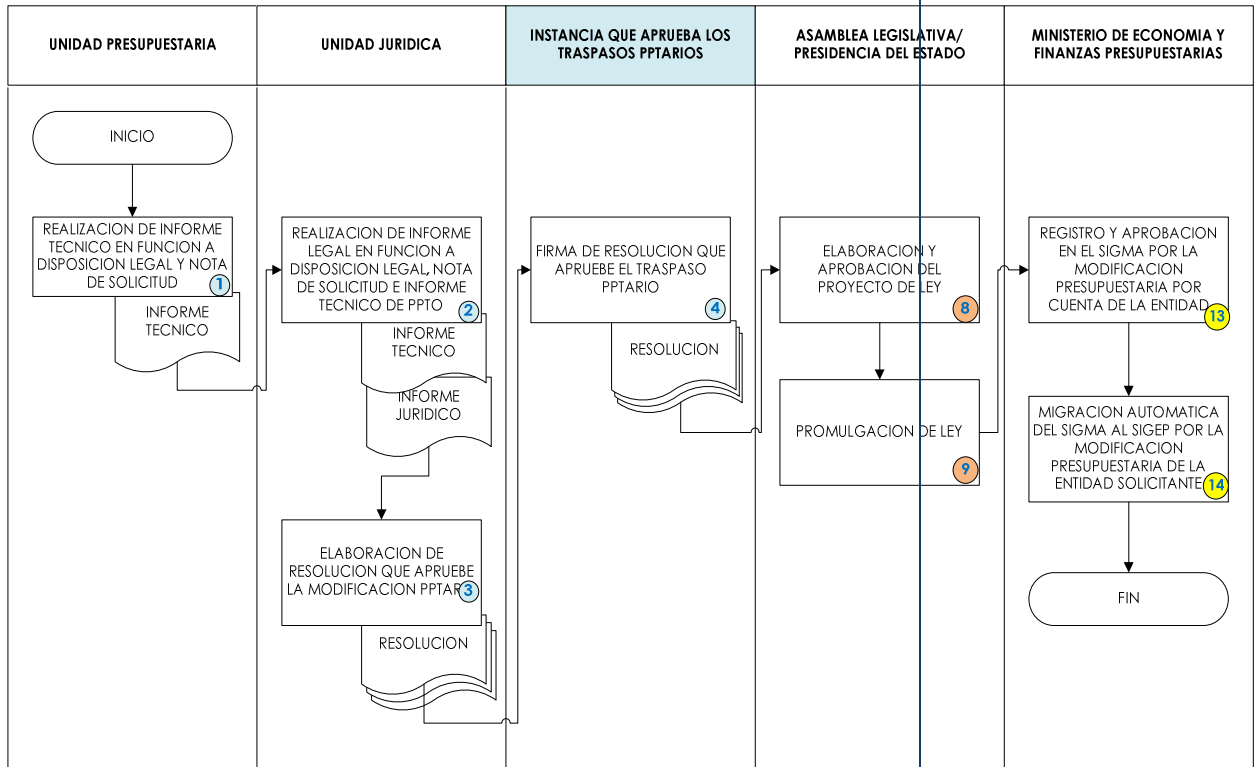 UNIDAD PRESUPUESTARIA
UNIDAD JURIDICA
INSTANCIA QUE APRUEBA LOS
TRASPASOS PPTARIOS
ASAMBLEA LEGISLATIVA/
PRESIDENCIA DEL ESTADO
MINISTERIO DE ECONOMIA Y
FINANZAS PRESUPUESTARIAS
INICIO
REALIZACION DE INFORME
TECNICO EN FUNCION A
DISPOSICION LEGAL Y NOTA
DE SOLICITUD
1
INFORME
TECNICO
REALIZACION DE INFORME
LEGAL EN FUNCION A
DISPOSICION LEGAL, NOTA
DE SOLICITUD E INFORME
TECNICO DE PPTO
2
INFORME
TECNICO
INFORME
JURIDICO
ELABORACION DE
RESOLUCION QUE APRUEBE
LA MODIFICACION PPTAR
3
RESOLUCION
FIRMA DE RESOLUCION QUE
APRUEBE EL TRASPASO
PPTARIO
4
RESOLUCION
ELABORACION Y
APROBACION DEL
PROYECTO DE LEY
8
PROMULGACION DE LEY
9
REGISTRO Y APROBACION
EN EL SIGMA POR LA
MODIFICACION
PRESUPUESTARIA POR
CUENTA DE LA ENTIDAD
13
MIGRACION AUTOMATICA
DEL SIGMA AL SIGEP POR LA
MODIFICACION
PRESUPUESTARIA DE LA
ENTIDAD SOLICITANTE
14
FIN